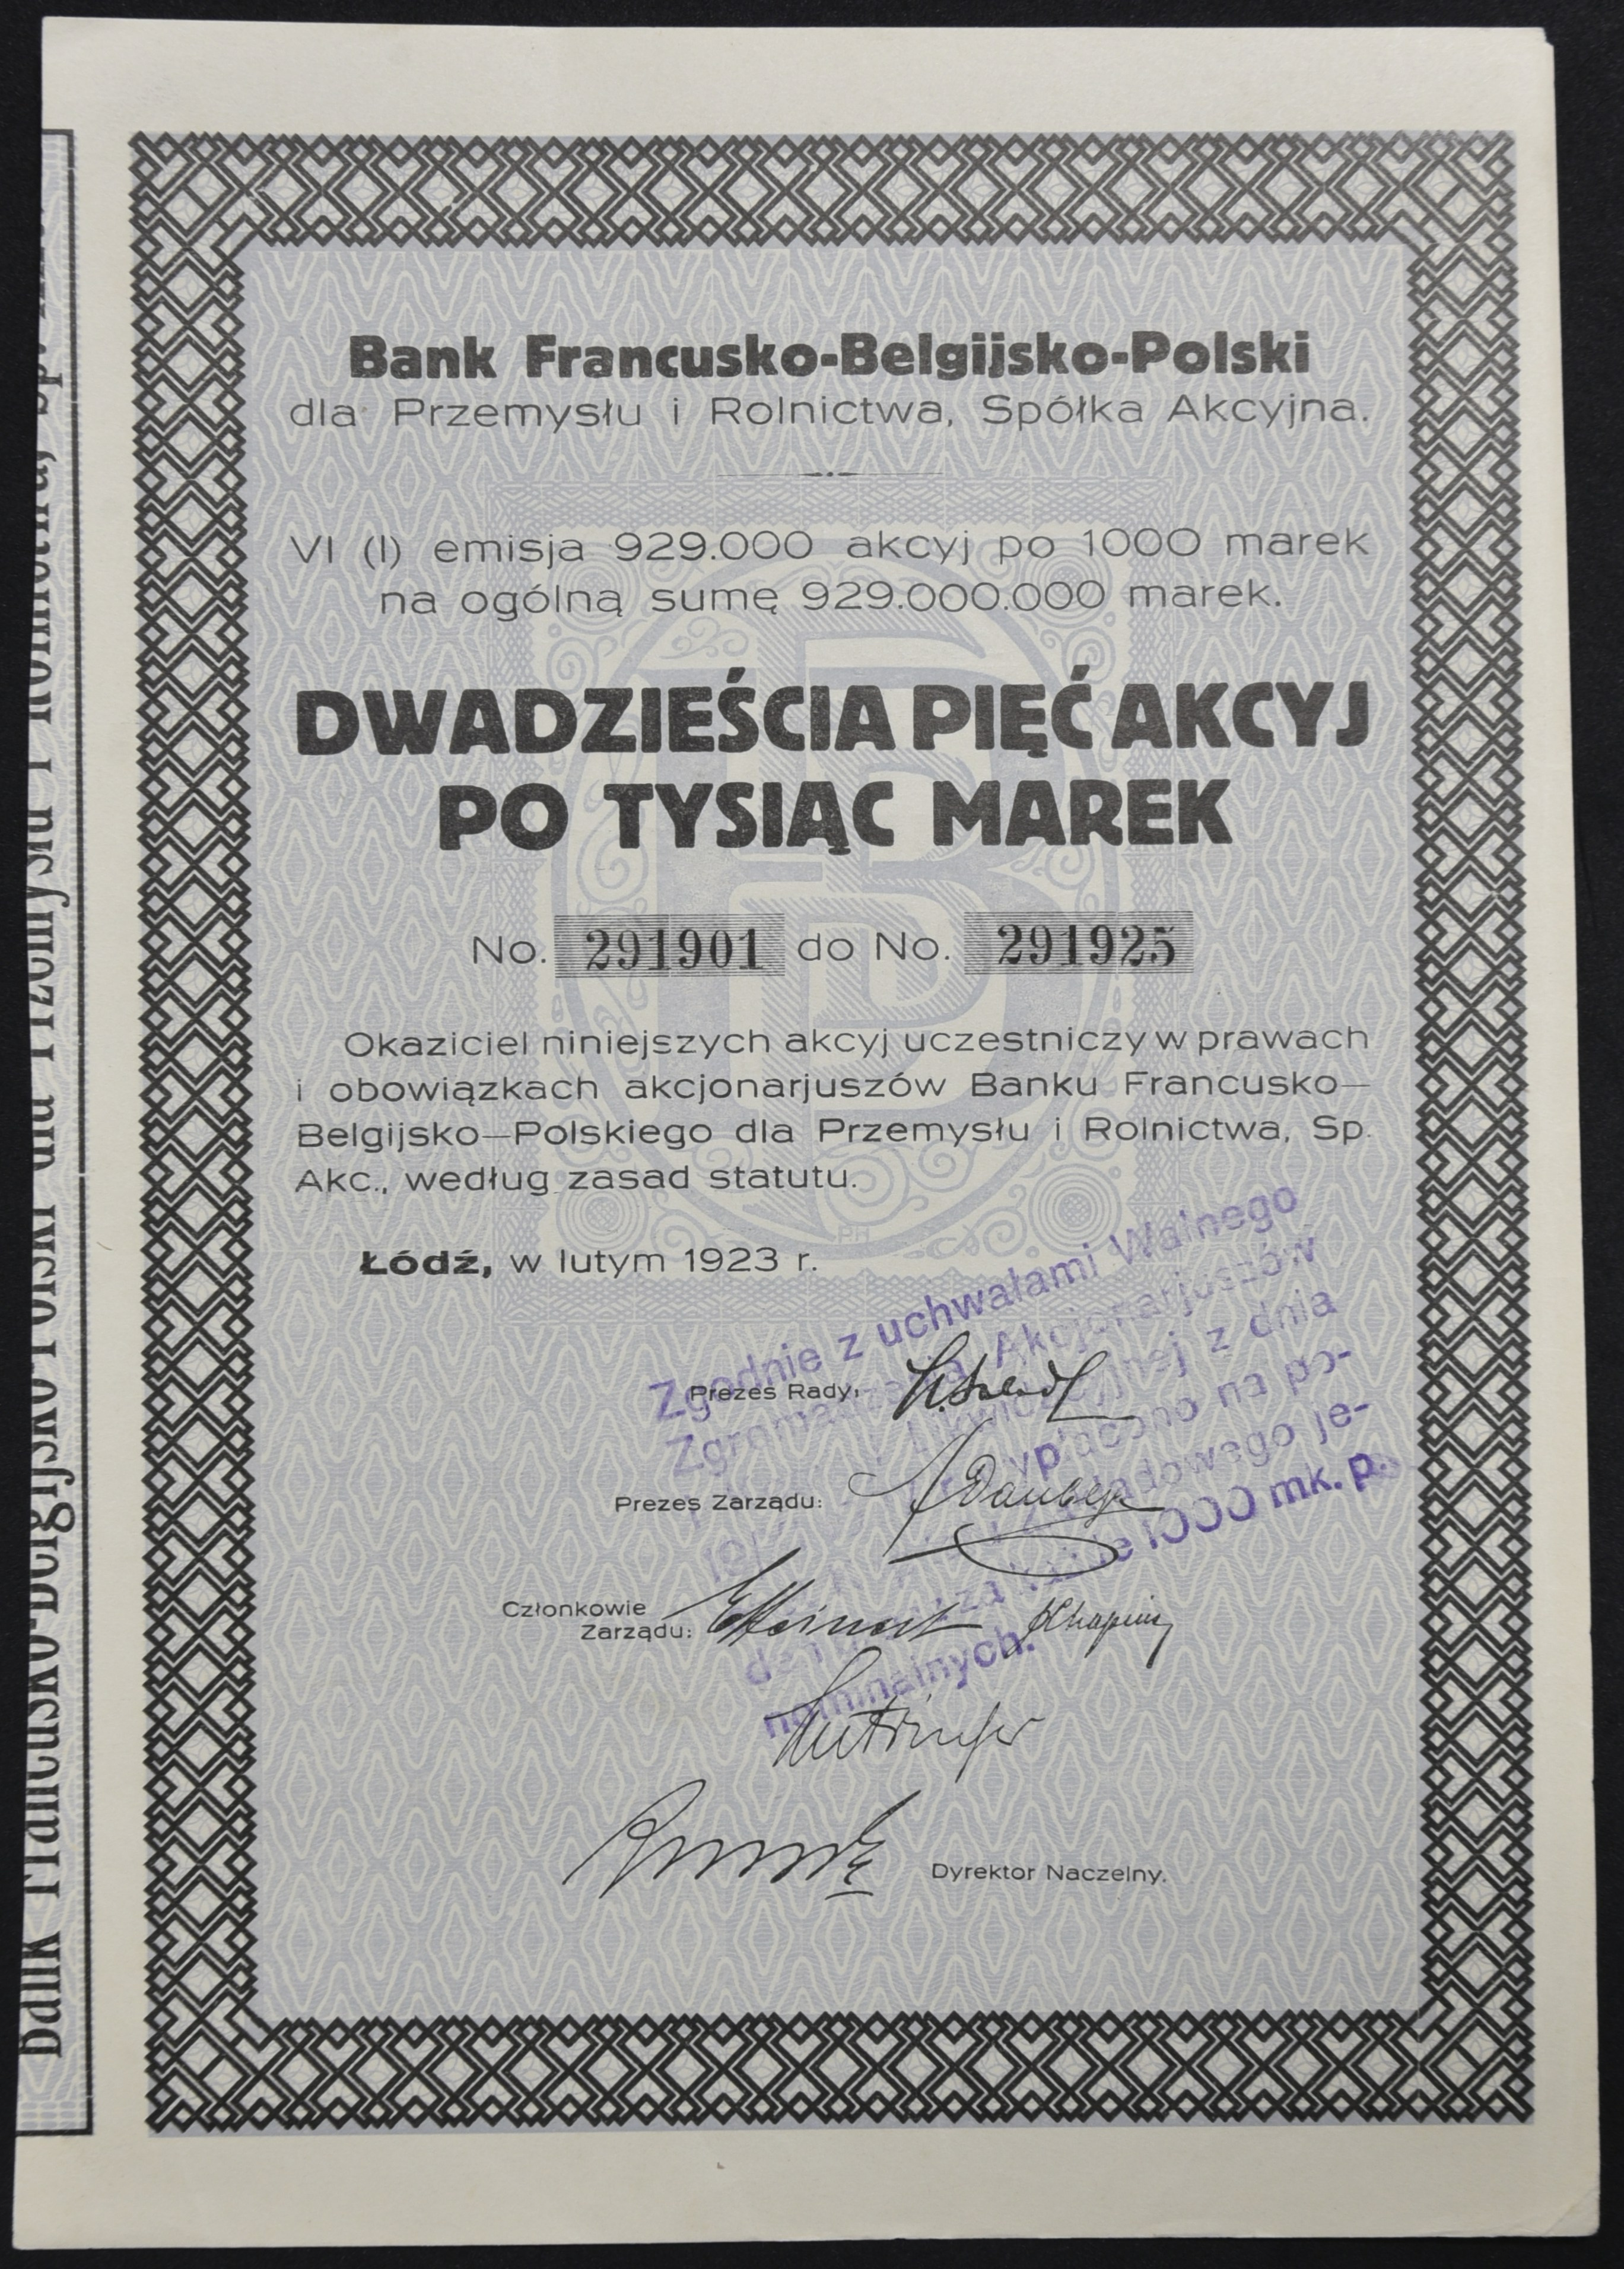 Bank Francusko-Belgijsko-Polski
dla Przemysłu i Rolnictwa, Spółka Akcyjna.
VI (I) emisja 929.000 akcyj po 1000 marek
na ogólną sumę 929.000.000 marek.
DWADZIEŚCIA PIĘĆ AKCYJ
PO TYSIĄC MAREK
No. 291901 do No. 291925
Okaziciel niniejszych akcyj uczestniczy w prawach
i obowiązkach akcjonarjuszów Banku Francusko—
Belgijsko—Polskiego dla Przemysłu i Rolnictwa, Sp.
Akc., według zasad statutu.
Łódź, w lutym 1923 r.
Zgodnie z uchwałami Walnego
Zgromadzenia Akcjonarjuszów
Likwidacyjnej z dnia
wypłacono na po-
je-
1000 mk. p.
nominalnych.
Prezes Rady:
Prezes Zarządu:
Członkowie
Zarządu:
Dyrektor Naczelny.
Bank Francusko-Belgijsko-Polski dla Przemysłu i Rolnictwa, Sp.